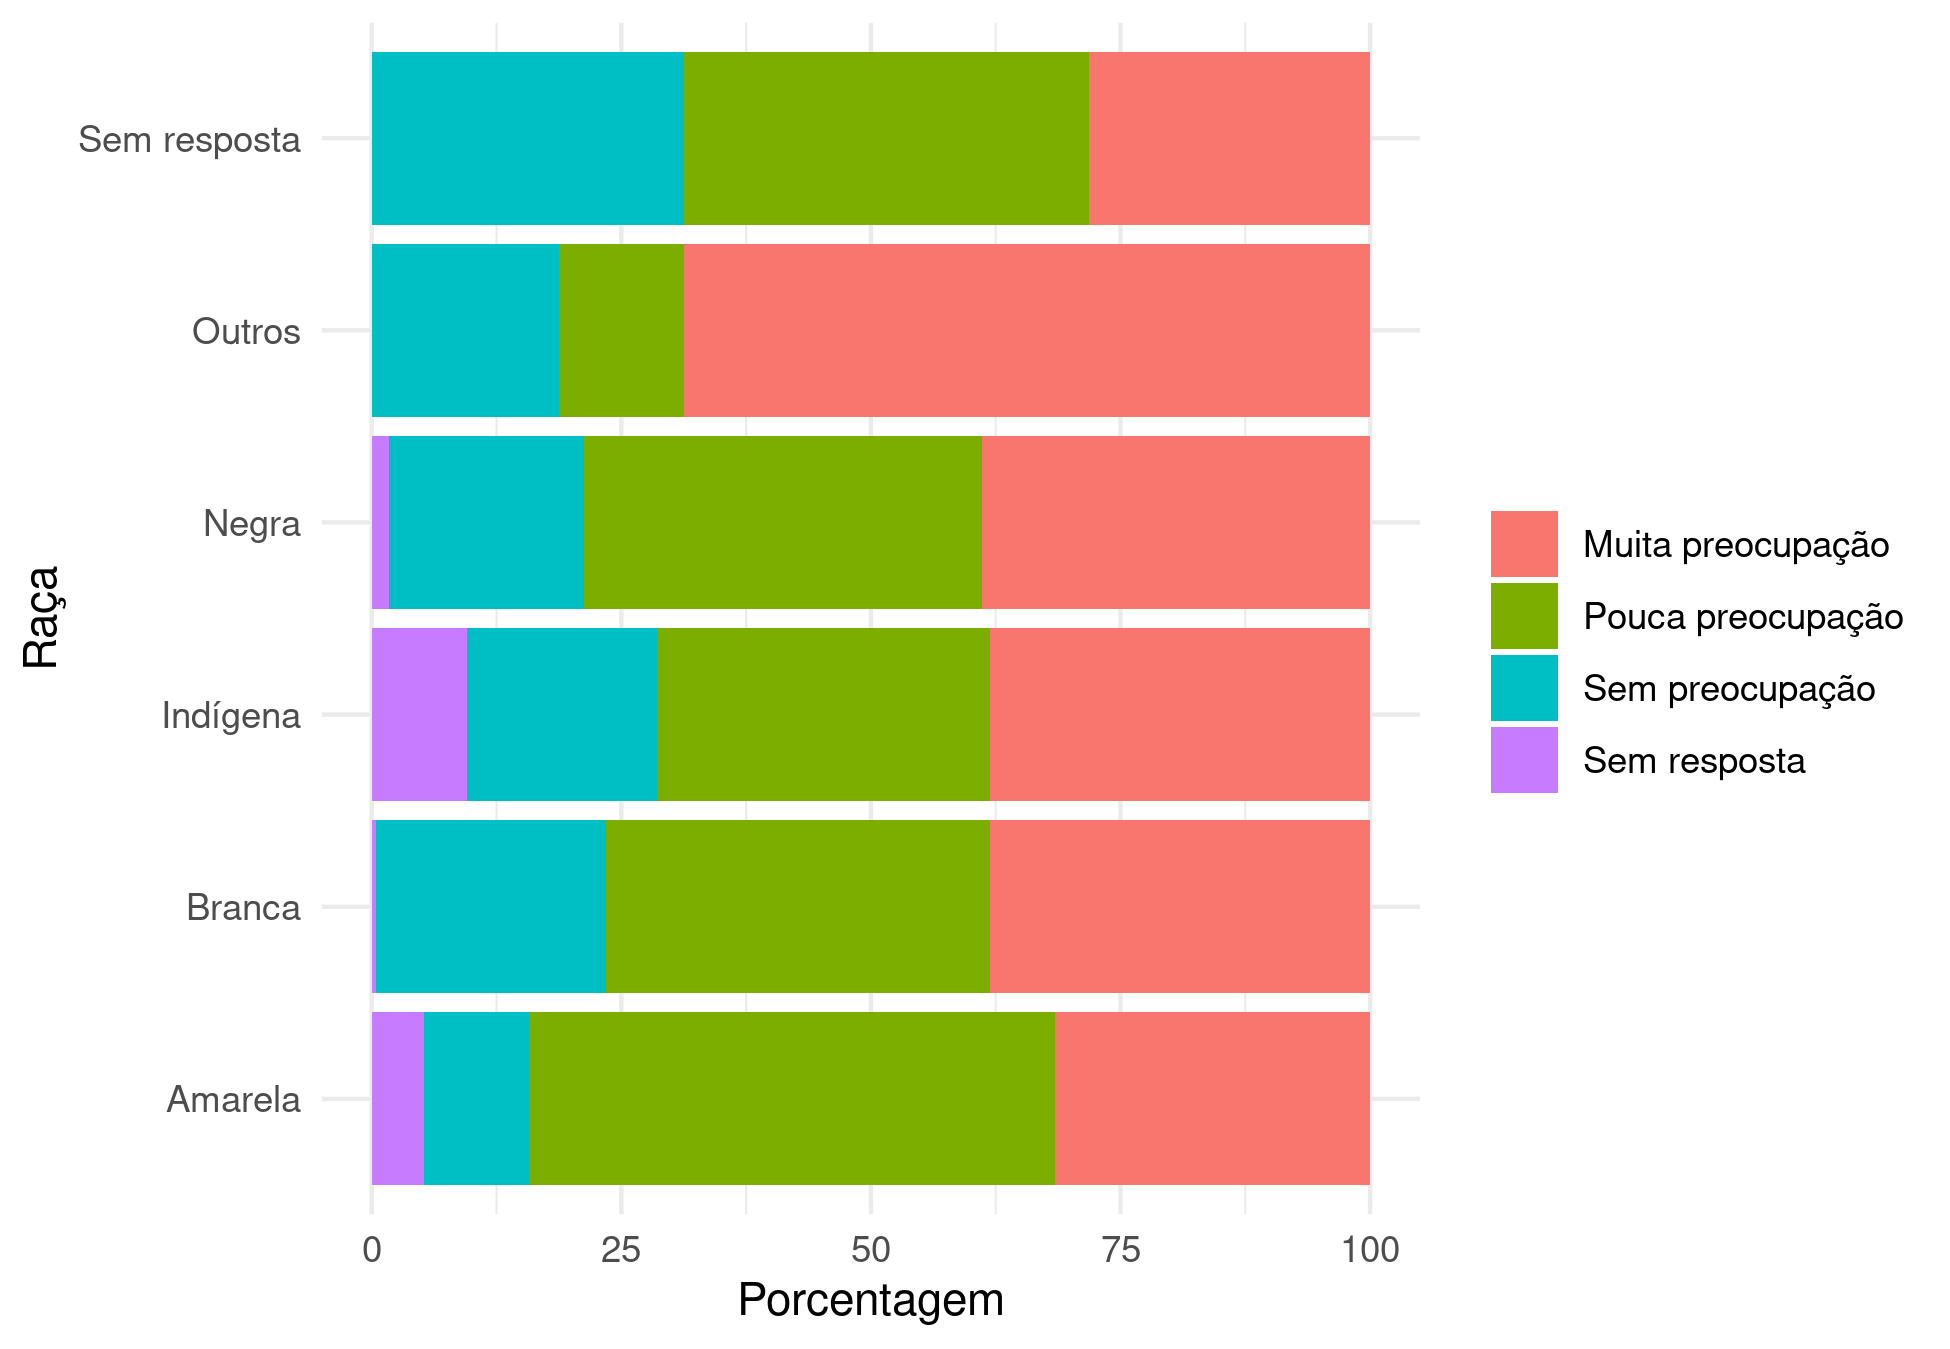 Raça
Sem resposta
Outros
Negra
Indígena
Branca
Amarela
0 25 50 75 100
Porcentagem
Muita preocupação
Pouca preocupação
Sem preocupação
Sem resposta